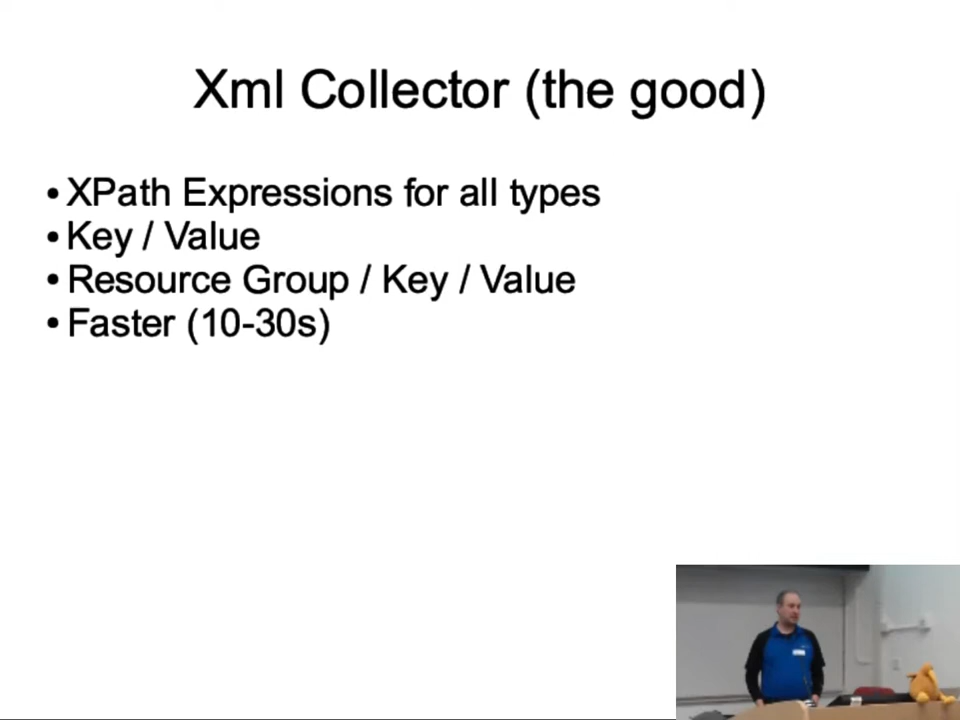 Xml Collector (the good)
• XPath Expressions for all types
• Key / Value
• Resource Group / Key / Value
• Faster (10-30s)